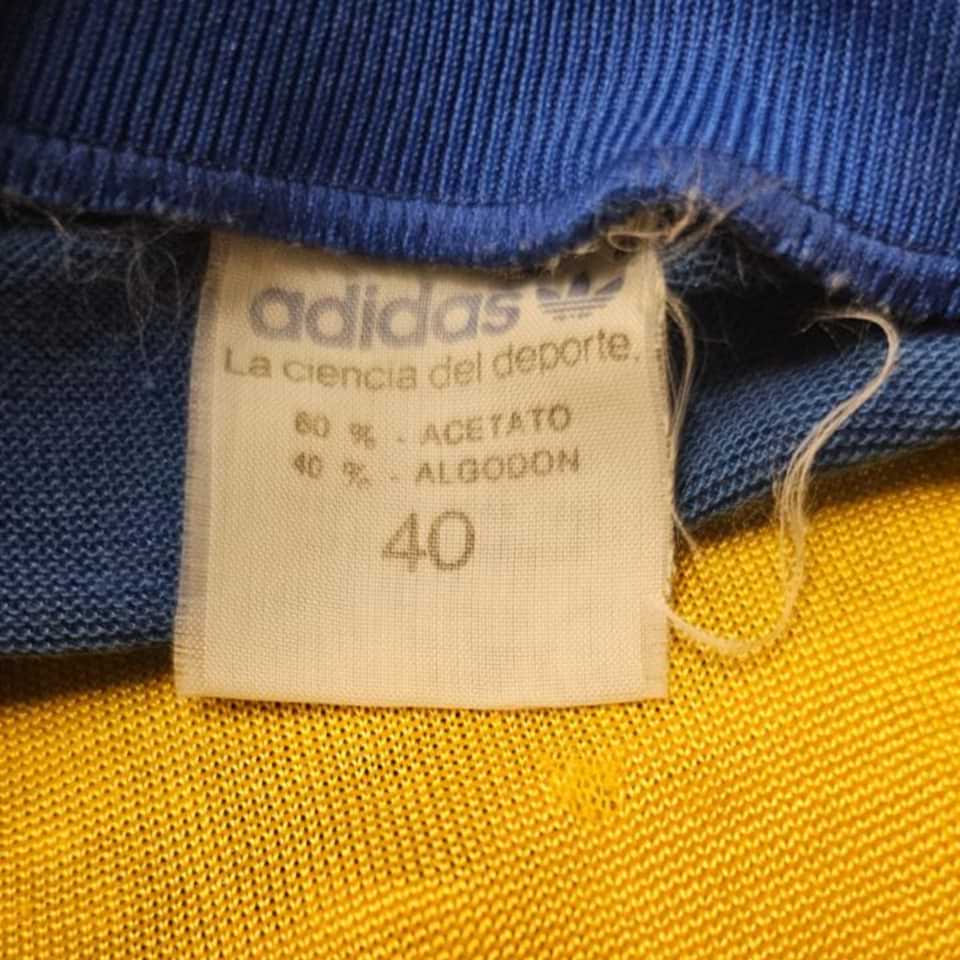 adidas
La ciencia del deporte.
60 % - ACETATO
40 % - ALGODON
40